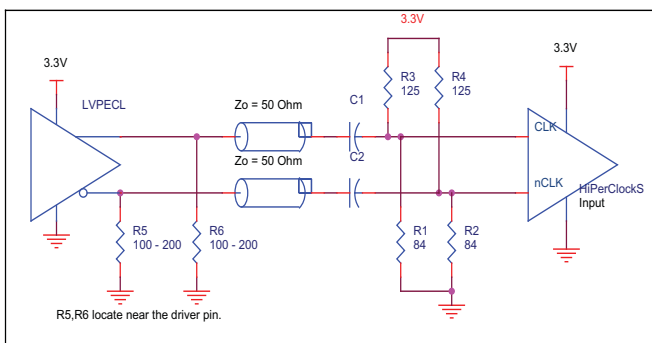 3.3V
3.3V
LVPECL
Zo = 50 Ohm
C1
R3
125
R4
125
3.3V
CLK
Zo = 50 Ohm
C2
nCLK
HiPerClockS
Input
R5
100 - 200
R6
100 - 200
R1
84
R2
84
R5,R6 locate near the driver pin.